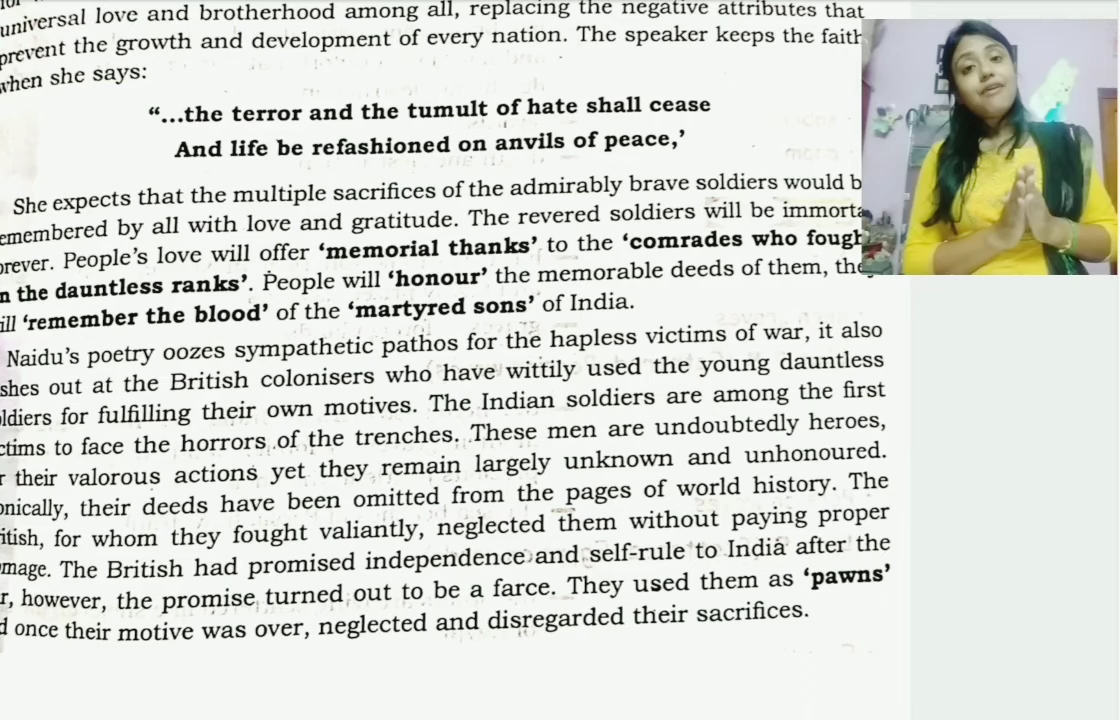 universal love and brotherhood among all, replacing the negative attributes that
prevent the growth and development of every nation. The speaker keeps the faith
when she says:
“...the terror and the tumult of hate shall cease
And life be refashioned on anvils of peace,’
She expects that the multiple sacrifices of the admirably brave soldiers would b
emembered by all with love and gratitude. The revered soldiers will be immorta
orever. People’s love will offer ‘memorial thanks’ to the ‘comrades who fough
n the dauntless ranks’. People will ‘honour’ the memorable deeds of them, the
ill ‘remember the blood’ of the ‘martyred sons’ of India.
Naidu’s poetry oozes sympathetic pathos for the hapless victims of war, it also
shes out at the British colonisers who have wittily used the young dauntless
oldiers for fulfilling their own motives. The Indian soldiers are among the first
ctims to face the horrors of the trenches. These men are undoubtedly heroes,
r their valorous actions yet they remain largely unknown and unhonoured.
onically, their deeds have been omitted from the pages of world history. The
itish, for whom they fought valiantly, neglected them without paying proper
mage. The British had promised independence and self-rule to India after the
r, however, the promise turned out to be a farce. They used them as ‘pawns’
d once their motive was over, neglected and disregarded their sacrifices.